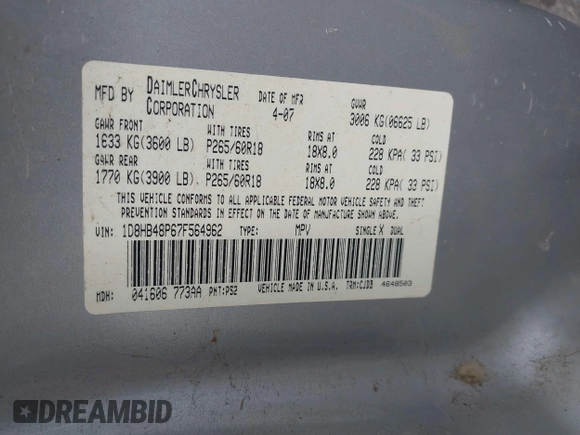 MFD BY DAIMLERCHRYSLER CORPORATION DATE OF MFR 4-07 GVWR 3006 KG(06625 LB)
GAWR FRONT WITH TIRES RIMS AT COLD
1633 KG(3600 LB) P265/60R18 18X8.0 228 KPA( 33 PSI)
GAWR REAR WITH TIRES RIMS AT COLD
1770 KG(3900 LB). P265/60R18 18X8.0 228 KPA( 33 PSI)
THIS VEHICLE CONFORMS TO ALL APPLICABLE FEDERAL MOTOR VEHICLE SAFETY AND THEFT
PREVENTION STANDARDS IN EFFECT ON THE DATE OF MANUFACTURE SHOWN ABOVE.
VIN: 1D8HB48P67F564962 TYPE: MPV SINGLE X DUAL
MDH: 041606 773AA PNT:PS2 VEHICLE MADE IN U.S.A. TRM:CJDB 4648503
DREAMBID